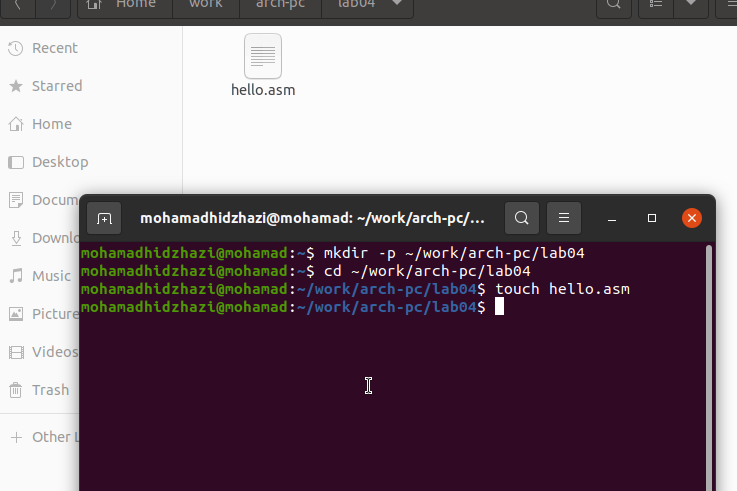 Home work arch-pc lab04
Recent
Starred
Home
Desktop
Docum
Downlo
Music
Picture
Videos
Trash
Other L
hello.asm
mohamadhidzhazi@mohamad: ~/work/arch-pc/...
mohamadhidzhazi@mohamad:~$ mkdir -p ~/work/arch-pc/lab04
mohamadhidzhazi@mohamad:~$ cd ~/work/arch-pc/lab04
mohamadhidzhazi@mohamad:~/work/arch-pc/lab04$ touch hello.asm
mohamadhidzhazi@mohamad:~/work/arch-pc/lab04$